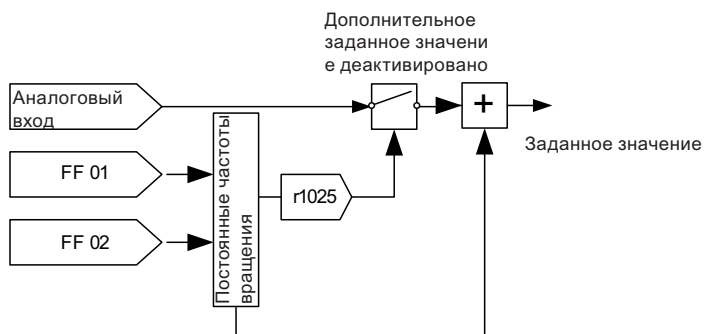 Дополнительное
заданное значени
е деактивировано
Аналоговый
вход
Заданное значение
FF 01
r1025
FF 02
Постоянные частоты
вращения